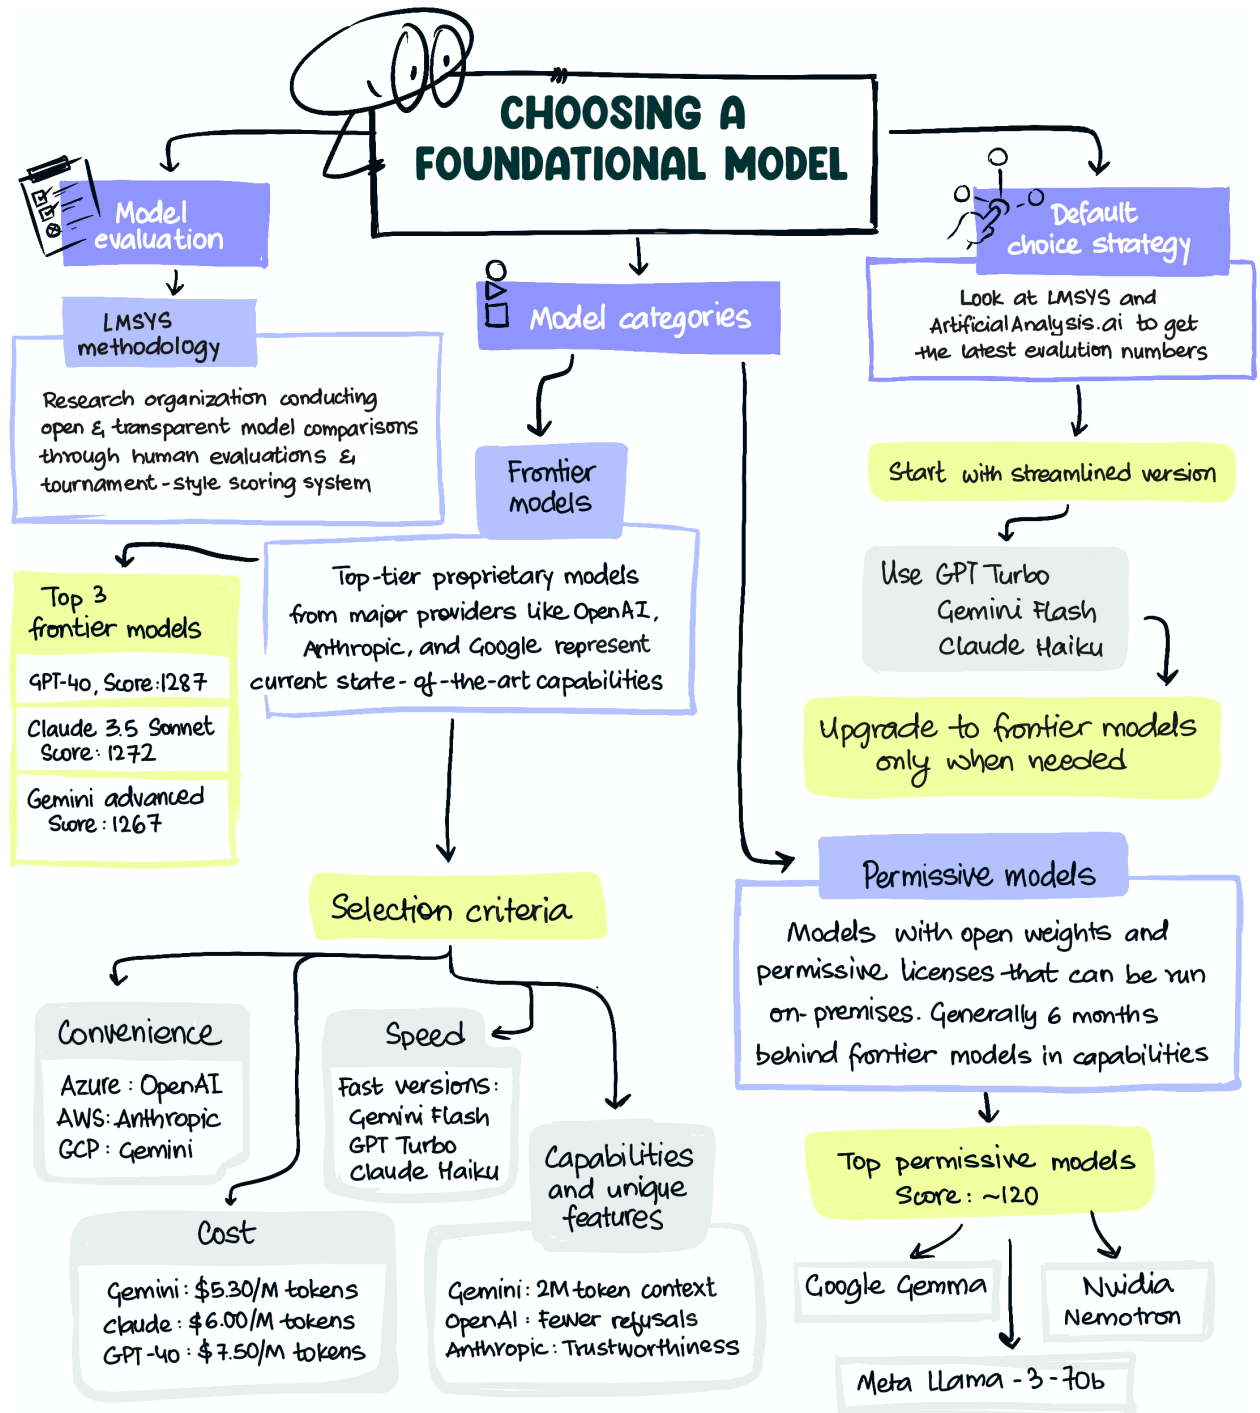 CHOOSING A
FOUNDATIONAL MODEL
Model
evaluation
LMSYS
methodology
Research organization conducting
open & transparent model comparisons
through human evaluations &
tournament-style scoring system
Model categories
Frontier
models
Top-tier proprietary models
from major providers like OpenAI,
Anthropic, and Google represent
current state-of-the-art capabilities
Top 3
frontier models
GPT-4o, Score:1287
Claude 3.5 Sonnet
Score: 1272
Gemini advanced
Score: 1267
Selection criteria
Convenience
Azure : OpenAI
AWS: Anthropic
GCP : Gemini
Cost
Gemini: $5.30/M tokens
Claude: $6.00/M tokens
GPT-4o: $7.50/M tokens
Speed
Fast versions:
Gemini Flash
GPT Turbo
Claude Haiku
Capabilities
and unique
features
Gemini: 2M token context
OpenAI: Fewer refusals
Anthropic: Trustworthiness
Default
choice strategy
Look at LMSYS and
ArtificialAnalysis.ai to get
the latest evalution numbers
Start with streamlined version
Use GPT Turbo
Gemini Flash
Claude Haiku
Upgrade to frontier models
only when needed
Permissive models
Models with open weights and
permissive licenses that can be run
on-premises. Generally 6 months
behind frontier models in capabilities
Top permissive models
Score: ~120
Google Gemma
Nvidia
Nemotron
Meta Llama-3-70b